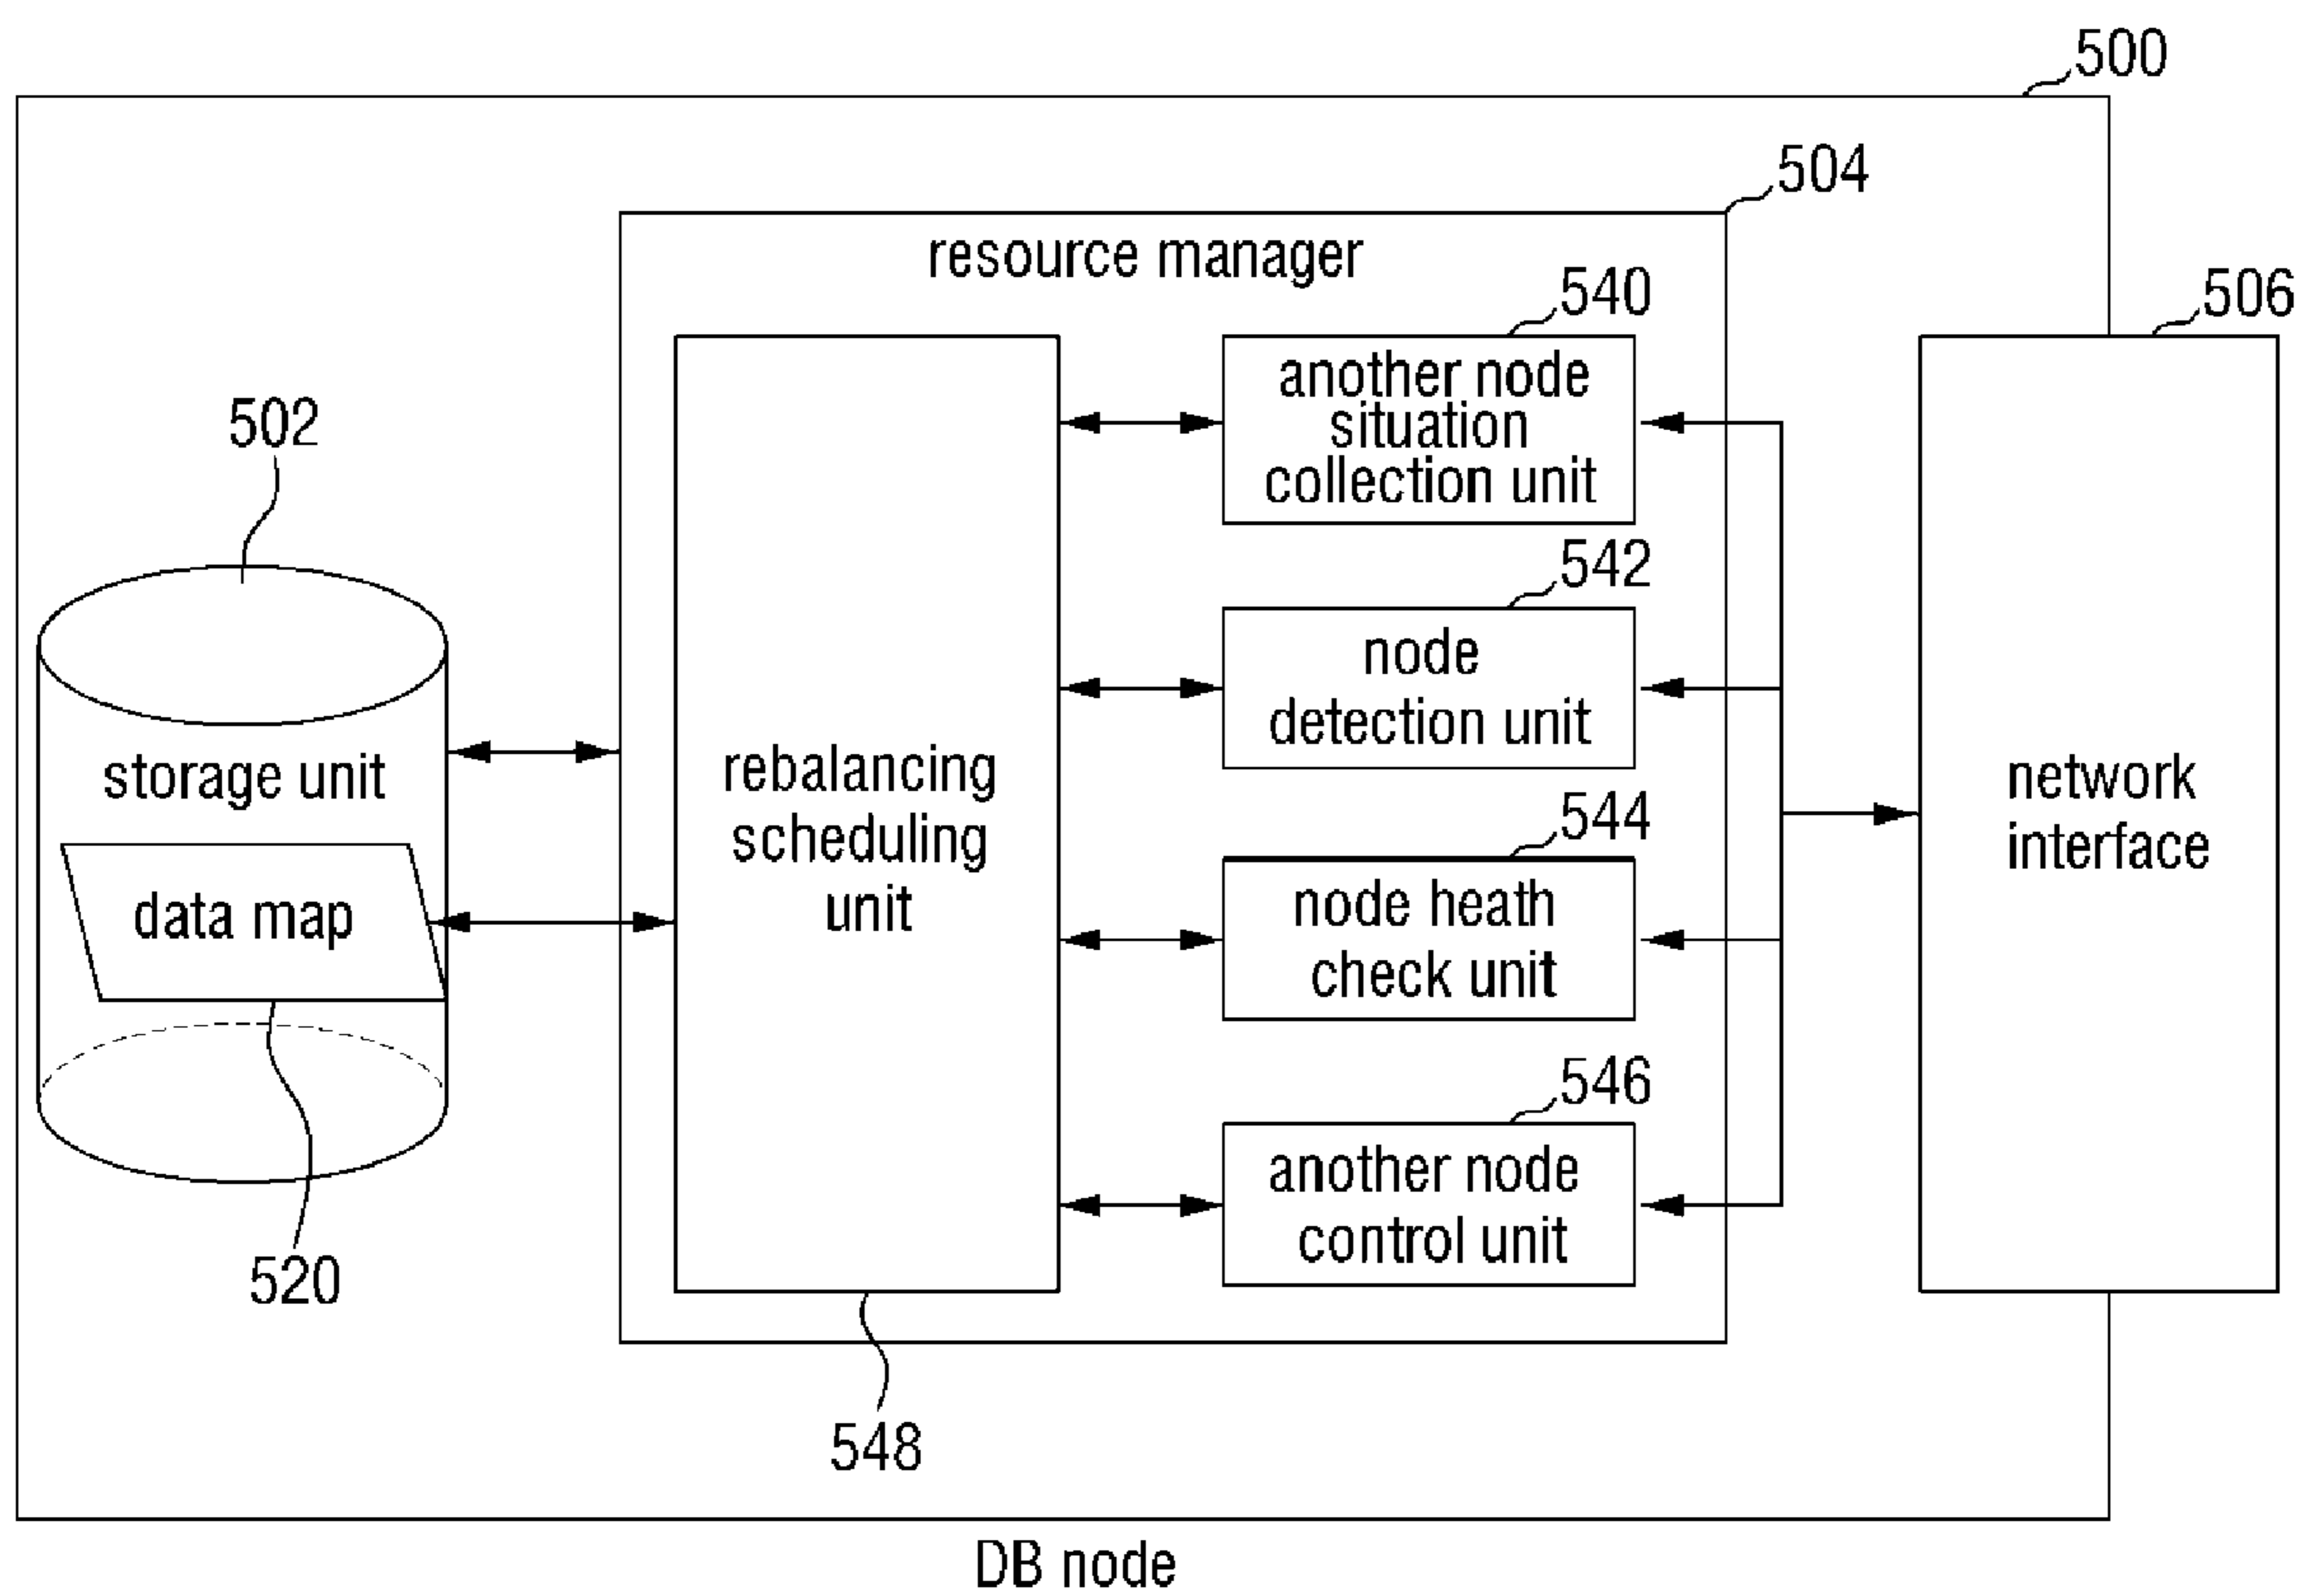 500
504
resource manager
540
506
another node
situation
collection unit
502
542
node
detection unit
storage unit
rebalancing
scheduling
unit
network
interface
544
data map
node heath
check unit
546
another node
control unit
520
548
DB node